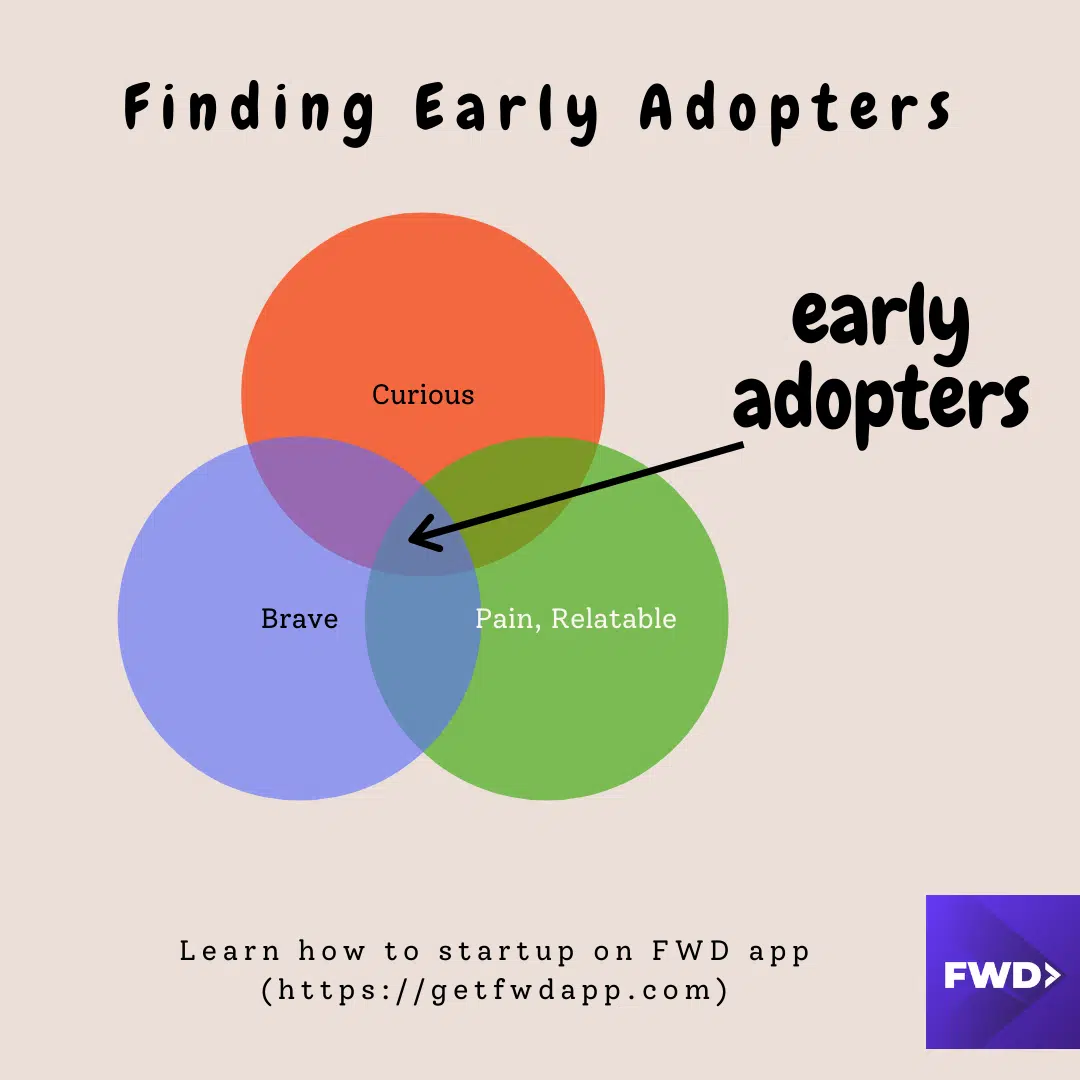 Finding Early Adopters
early
adopters
Curious
Brave
Pain, Relatable
Learn how to startup on FWD app
(https://getfwdapp.com)
FWD>